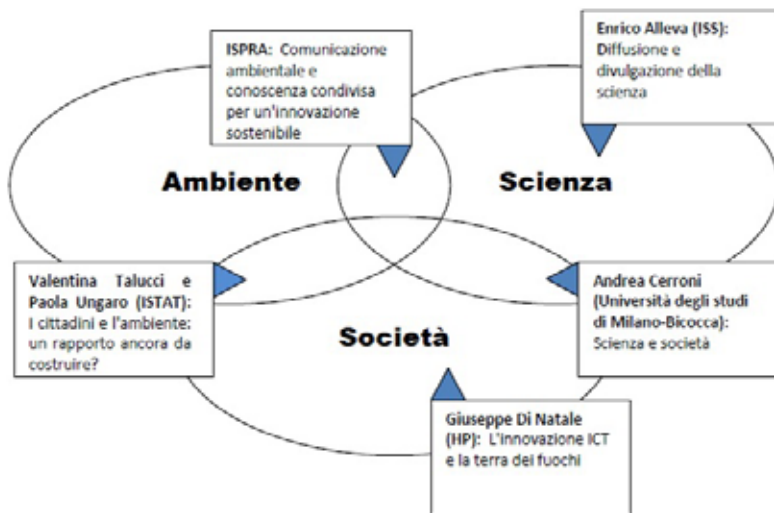 ISPRA: Comunicazione
ambientale e
conoscenza condivisa
per un'innovazione
sostenibile
Enrico Alleva (ISS):
Diffusione e
divulgazione della
scienza
Ambiente
Scienza
Valentina Talucci e
Paola Ungaro (ISTAT):
I cittadini e l'ambiente:
un rapporto ancora da
costruire?
Andrea Cerroni
(Università degli studi
di Milano-Bicocca):
Scienza e società
Società
Giuseppe Di Natale
(HP): L'innovazione ICT
e la terra dei fuochi